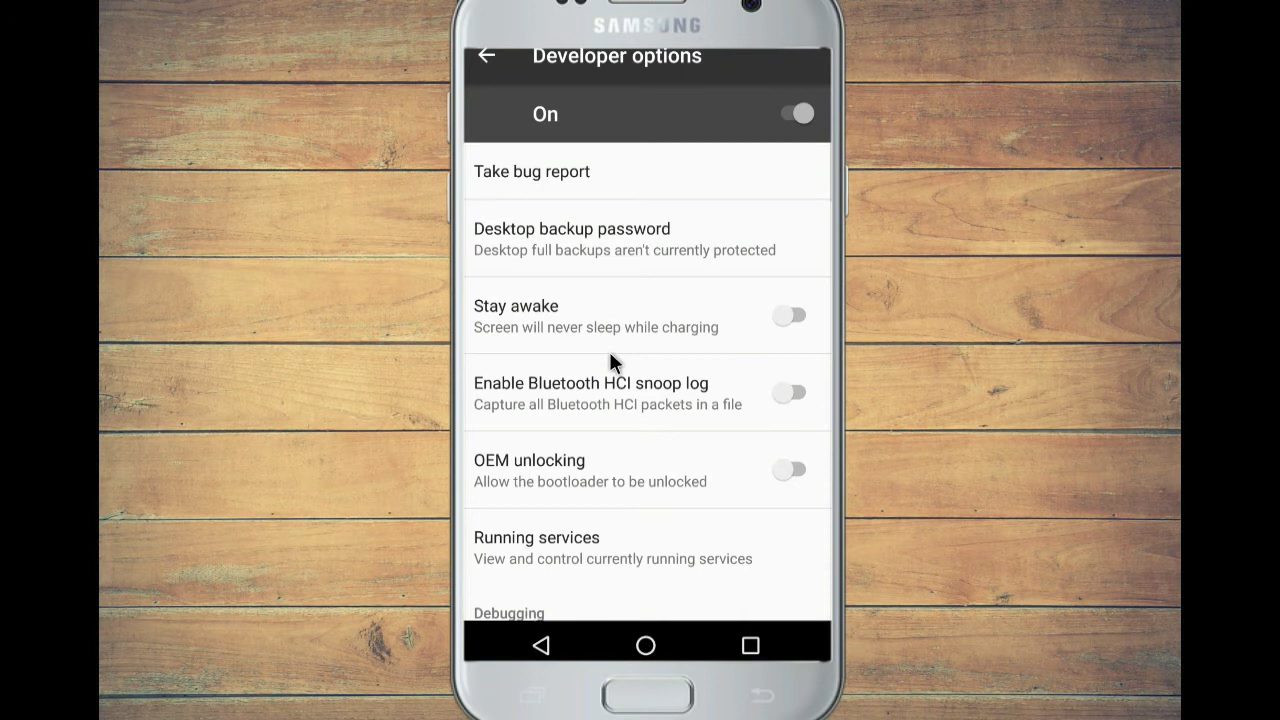 SAMSUNG
Developer options
On
Take bug report
Desktop backup password
Desktop full backups aren't currently protected
Stay awake
Screen will never sleep while charging
Enable Bluetooth HCI snoop log
Capture all Bluetooth HCI packets in a file
OEM unlocking
Allow the bootloader to be unlocked
Running services
View and control currently running services
Debugging